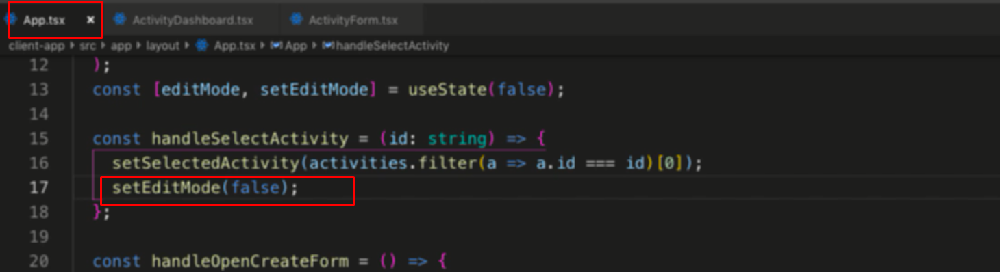 App.tsx × ActivityDashboard.tsx ActivityForm.tsx
client-app src app layout App.tsx App handleSelectActivity
12 );
13 const [editMode, setEditMode] = useState(false);
14
15 const handleSelectActivity = (id: string) => {
16 setSelectedActivity(activities.filter(a => a.id === id)[0]);
17 setEditMode(false);
18 };
19
20 const handleOpenCreateForm = () => {